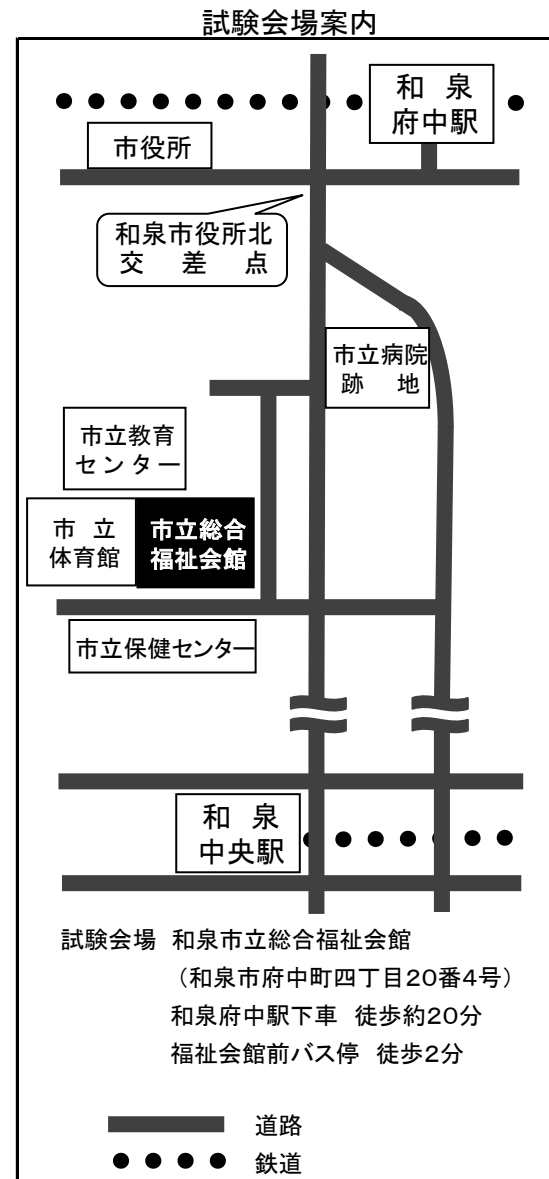 試験会場案内
和泉
府中駅
市役所
和泉市役所北
交差点
市立病院
跡地
市立教育
センター
市立
体育館
市立総合
福祉会館
市立保健センター
和泉
中央駅
試験会場 和泉市立総合福祉会館
（和泉市府中町四丁目20番4号）
和泉府中駅下車 徒歩約20分
福祉会館前バス停 徒歩2分
道路
鉄道